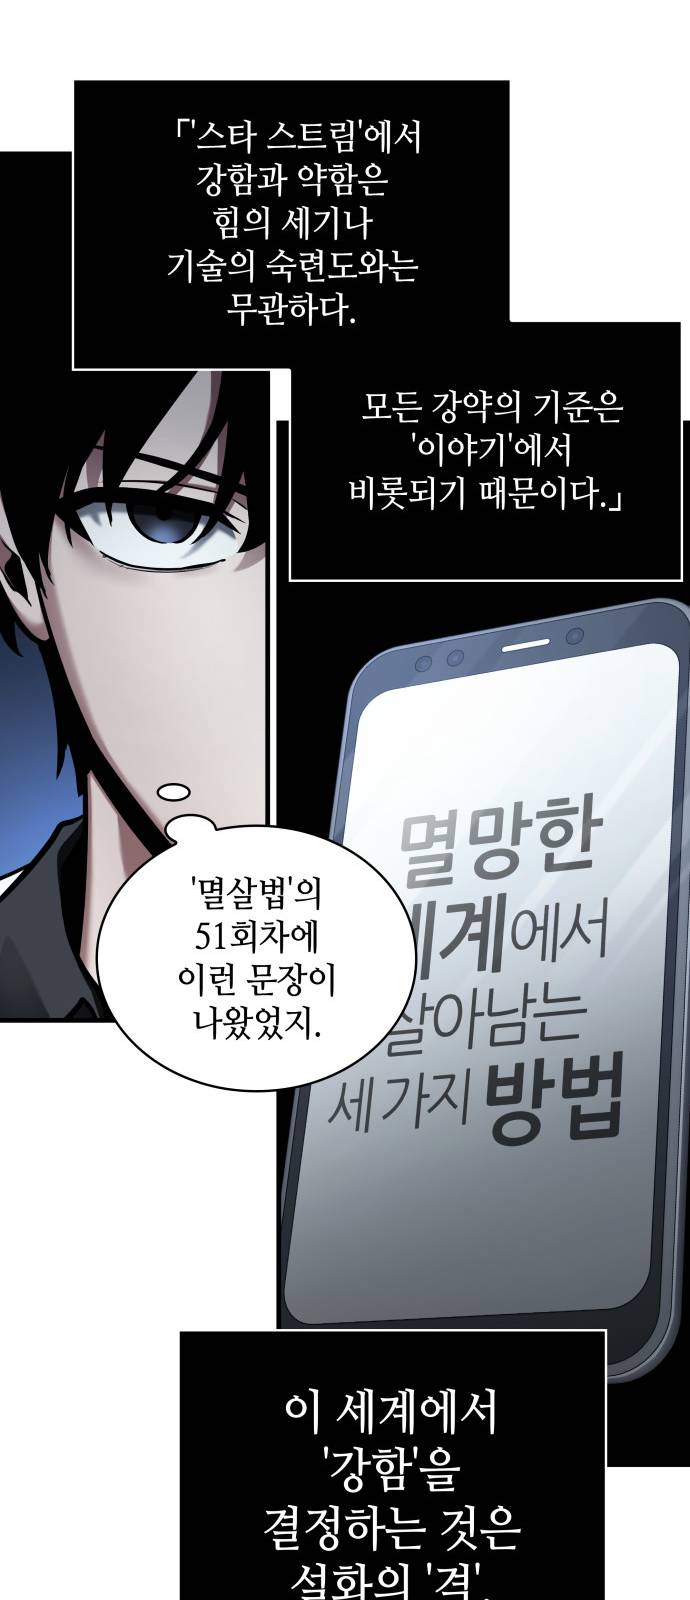 「'스타 스트림'에서
강함과 약함은
힘의 세기나
기술의 숙련도와는
무관하다.
모든 강약의 기준은
'이야기'에서
비롯되기 때문이다.」
멸망한
세계에서
살아남는
세 가지 방법
'멸살법'의
51회차에
이런 문장이
나왔었지.
이 세계에서
'강함'을
결정하는 것은
설화의 '격'.